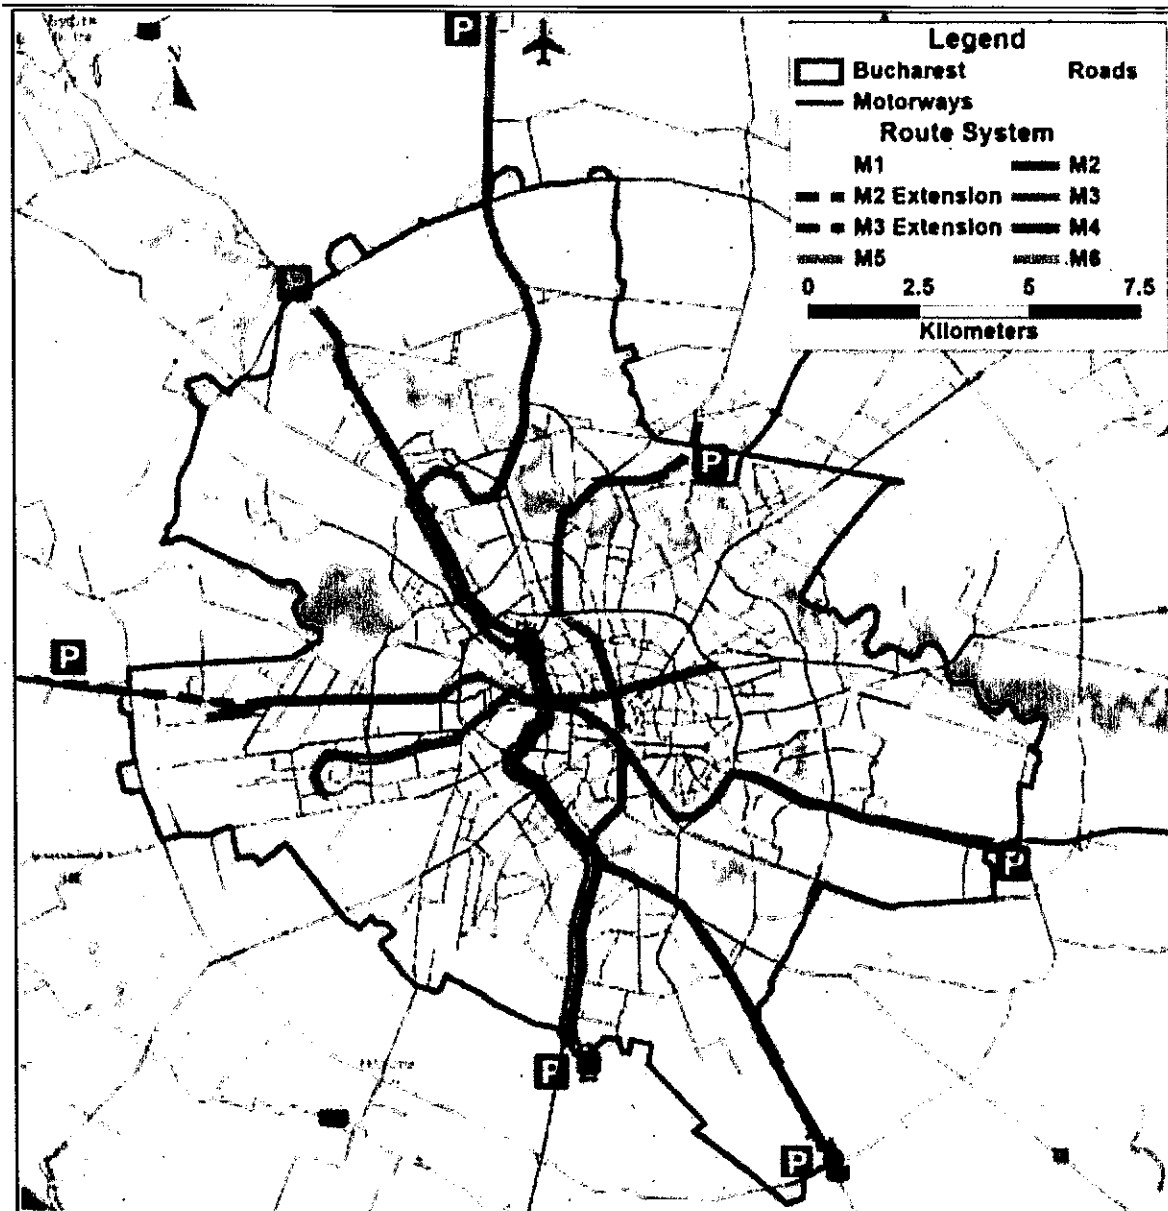 P
Legend
Bucharest Roads
Motorways
Route System
M1 M2
M2 Extension M3
M3 Extension M4
M5 M6
0 2.5 5 7.5
Kilometers
N
P
P
P
P
P
P